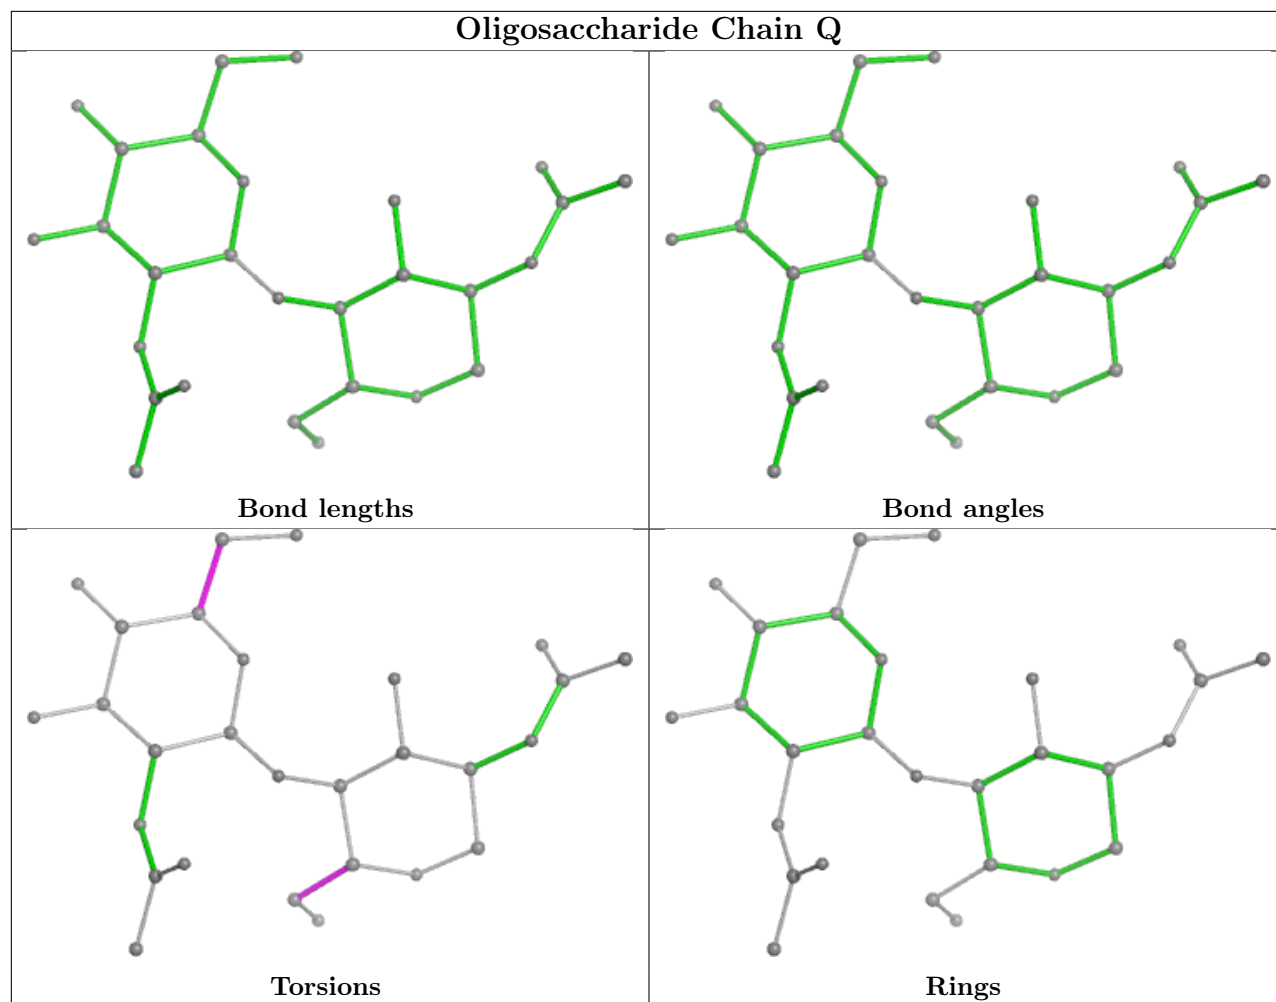 Oligosaccharide Chain Q
Bond lengths
Bond angles
Torsions
Rings